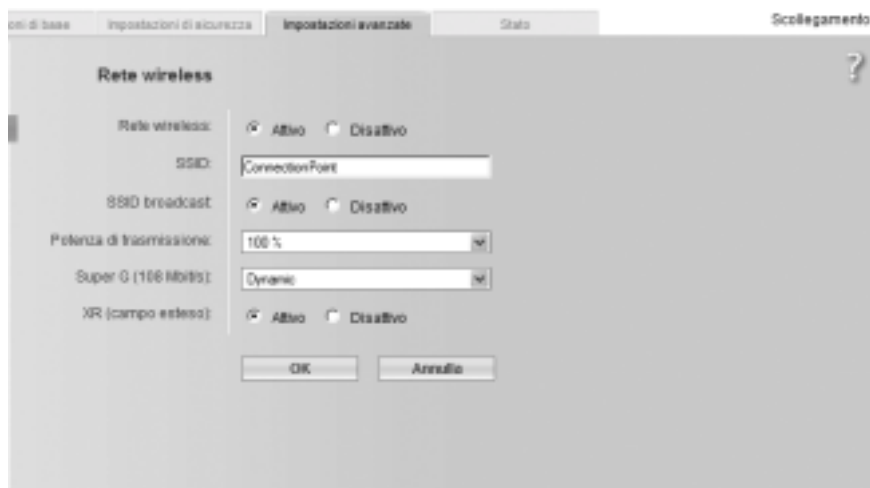 oni di base Impostazioni di sicurezza Impostazioni avanzate Stato Scollegamento
?
Rete wireless
Rete wireless: Attivo Disattivo
SSID: ConnectionPoint
SSID broadcast: Attivo Disattivo
Potenza di trasmissione: 100 %
Super G (108 Mbit/s): Dynamic
XR (campo esteso): Attivo Disattivo
OK Annulla